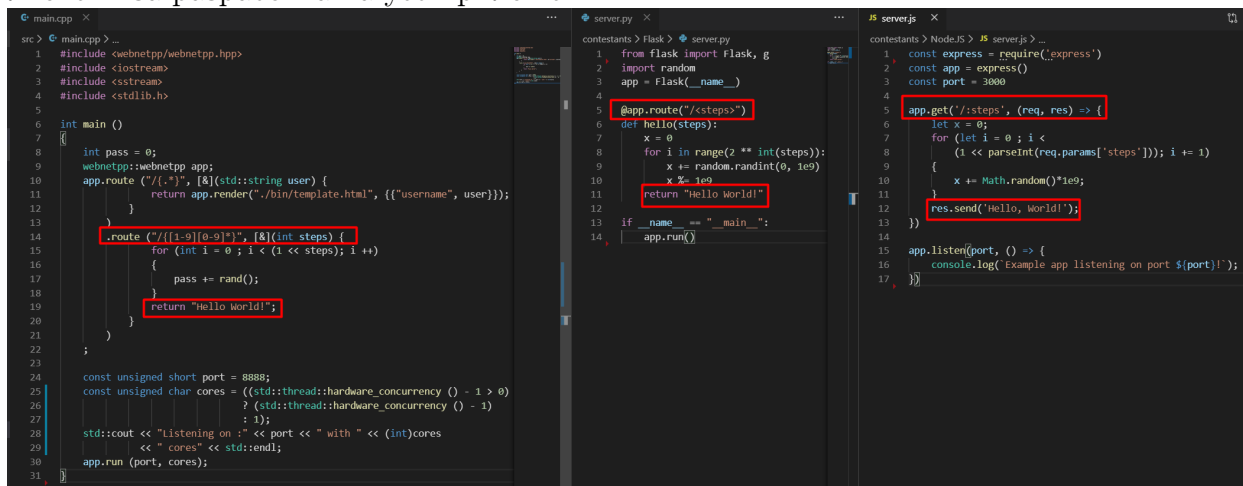 main.cpp
src > main.cpp > ...
1 #include <webnetpp/webnetpp.hpp>
2 #include <iostream>
3 #include <sstream>
4 #include <stdlib.h>
5
6 int main ()
7 {
8     int pass = 0;
9     webnetpp::webnetpp app;
10     app.route ("/{.*}", [&](std::string user) {
11             return app.render("./bin/template.html", {{"username", user}});
12         }
13     )
14     .route ("/{[1-9][0-9]*}", [&](int steps) {
15             for (int i = 0 ; i < (1 << steps); i ++)
16             {
17                 pass += rand();
18             }
19             return "Hello World!";
20         }
21     )
22     ;
23
24     const unsigned short port = 8888;
25     const unsigned char cores = ((std::thread::hardware_concurrency () - 1 > 0)
26                         ? (std::thread::hardware_concurrency () - 1)
27                         : 1);
28     std::cout << "Listening on :" << port << " with " << (int)cores
29             << " cores" << std::endl;
30     app.run (port, cores);
31 }
server.py
contestants > Flask > server.py
1 from flask import Flask, g
2 import random
3 app = Flask(__name__)
4
5 @app.route("/<steps>")
6 def hello(steps):
7     x = 0
8     for i in range(2 ** int(steps)):
9         x += random.randint(0, 1e9)
10         x %= 1e9
11     return "Hello World!"
12
13 if __name__ == "__main__":
14     app.run()
JS server.js
contestants > NodeJS > JS server.js > ...
1 const express = require('express')
2 const app = express()
3 const port = 3000
4
5 app.get('/:steps', (req, res) => {
6     let x = 0;
7     for (let i = 0 ; i <
8         (1 << parseInt(req.params['steps'])); i += 1)
9     {
10         x += Math.random()*1e9;
11     }
12     res.send('Hello, World!');
13 })
14
15 app.listen(port, () => {
16     console.log(`Example app listening on port ${port}!`);
17 })